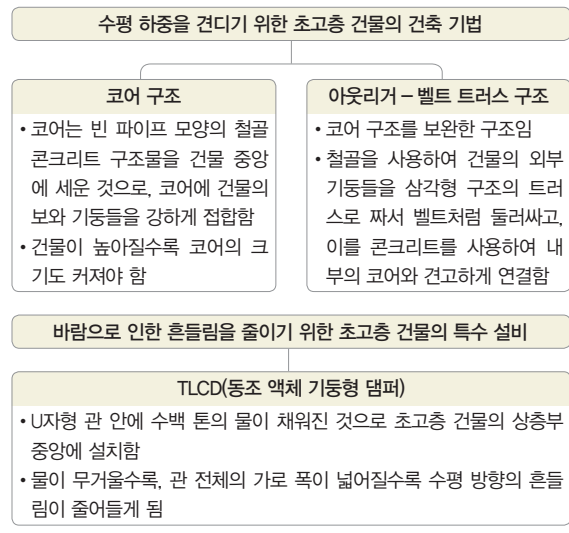 수평 하중을 견디기 위한 초고층 건물의 건축 기법
코어 구조
• 코어는 빈 파이프 모양의 철골
콘크리트 구조물을 건물 중앙
에 세운 것으로, 코어에 건물의
보와 기둥들을 강하게 접합함
• 건물이 높아질수록 코어의 크
기도 커져야 함
아웃리거 – 벨트 트러스 구조
• 코어 구조를 보완한 구조임
• 철골을 사용하여 건물의 외부
기둥들을 삼각형 구조의 트러
스로 짜서 벨트처럼 둘러싸고,
이를 콘크리트를 사용하여 내
부의 코어와 견고하게 연결함
바람으로 인한 흔들림을 줄이기 위한 초고층 건물의 특수 설비
TLCD(동조 액체 기둥형 댐퍼)
• U자형 관 안에 수백 톤의 물이 채워진 것으로 초고층 건물의 상층부
중앙에 설치함
• 물이 무거울수록, 관 전체의 가로 폭이 넓어질수록 수평 방향의 흔들
림이 줄어들게 됨